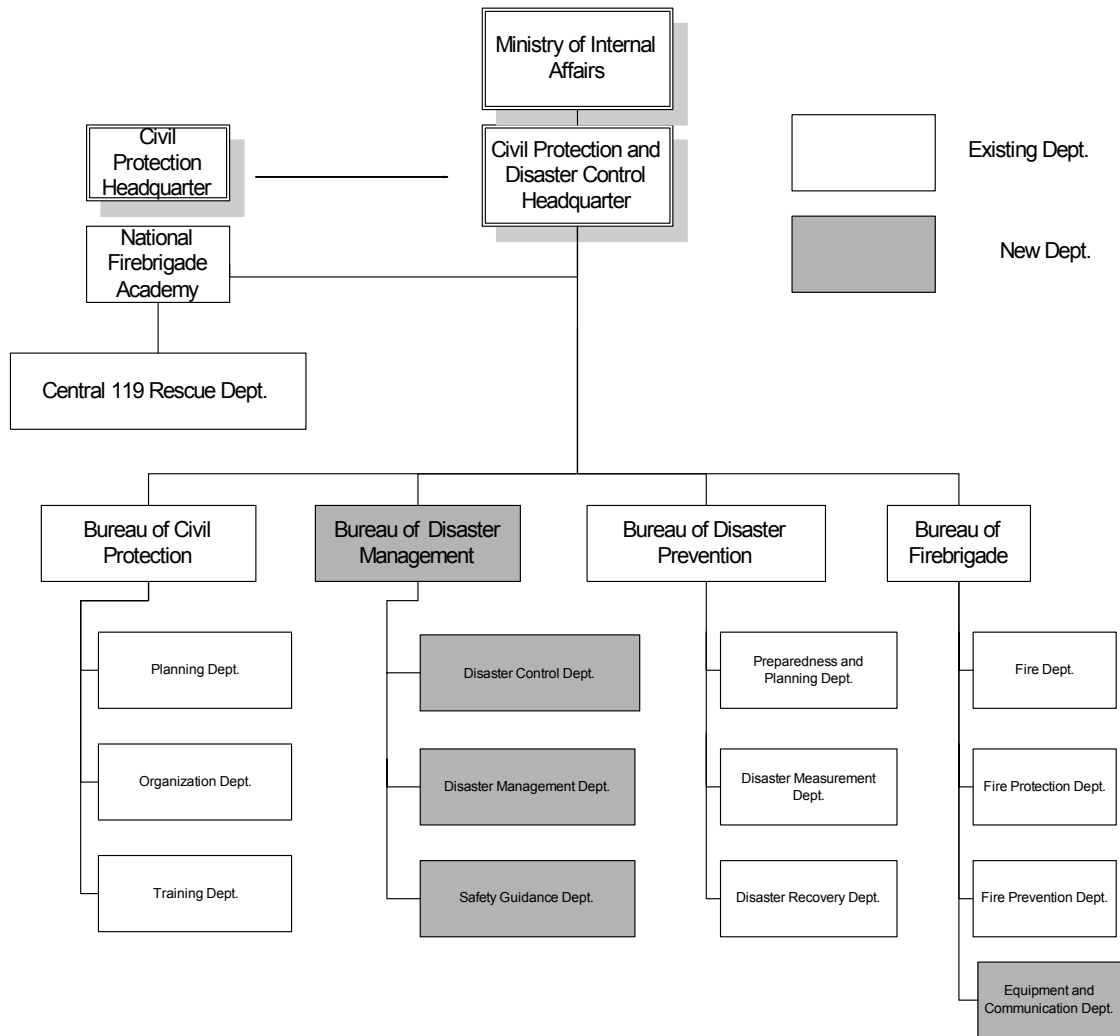 Ministry of Internal
Affairs
Civil
Protection
Headquarter
Civil Protection and
Disaster Control
Headquarter
Existing Dept.
National
Firebrigade
Academy
New Dept.
Central 119 Rescue Dept.
Bureau of Civil
Protection
Bureau of Disaster
Management
Bureau of Disaster
Prevention
Bureau of
Firebrigade
Planning Dept.
Disaster Control Dept.
Preparedness and
Planning Dept.
Fire Dept.
Organization Dept.
Disaster Management Dept.
Disaster Measurement
Dept.
Fire Protection Dept.
Training Dept.
Safety Guidance Dept.
Disaster Recovery Dept.
Fire Prevention Dept.
Equipment and
Communication Dept.